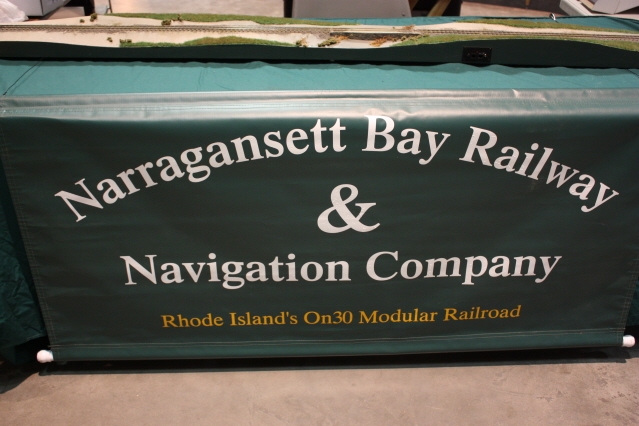 Narragansett Bay Railway
&
Navigation Company
Rhode Island's On30 Modular Railroad